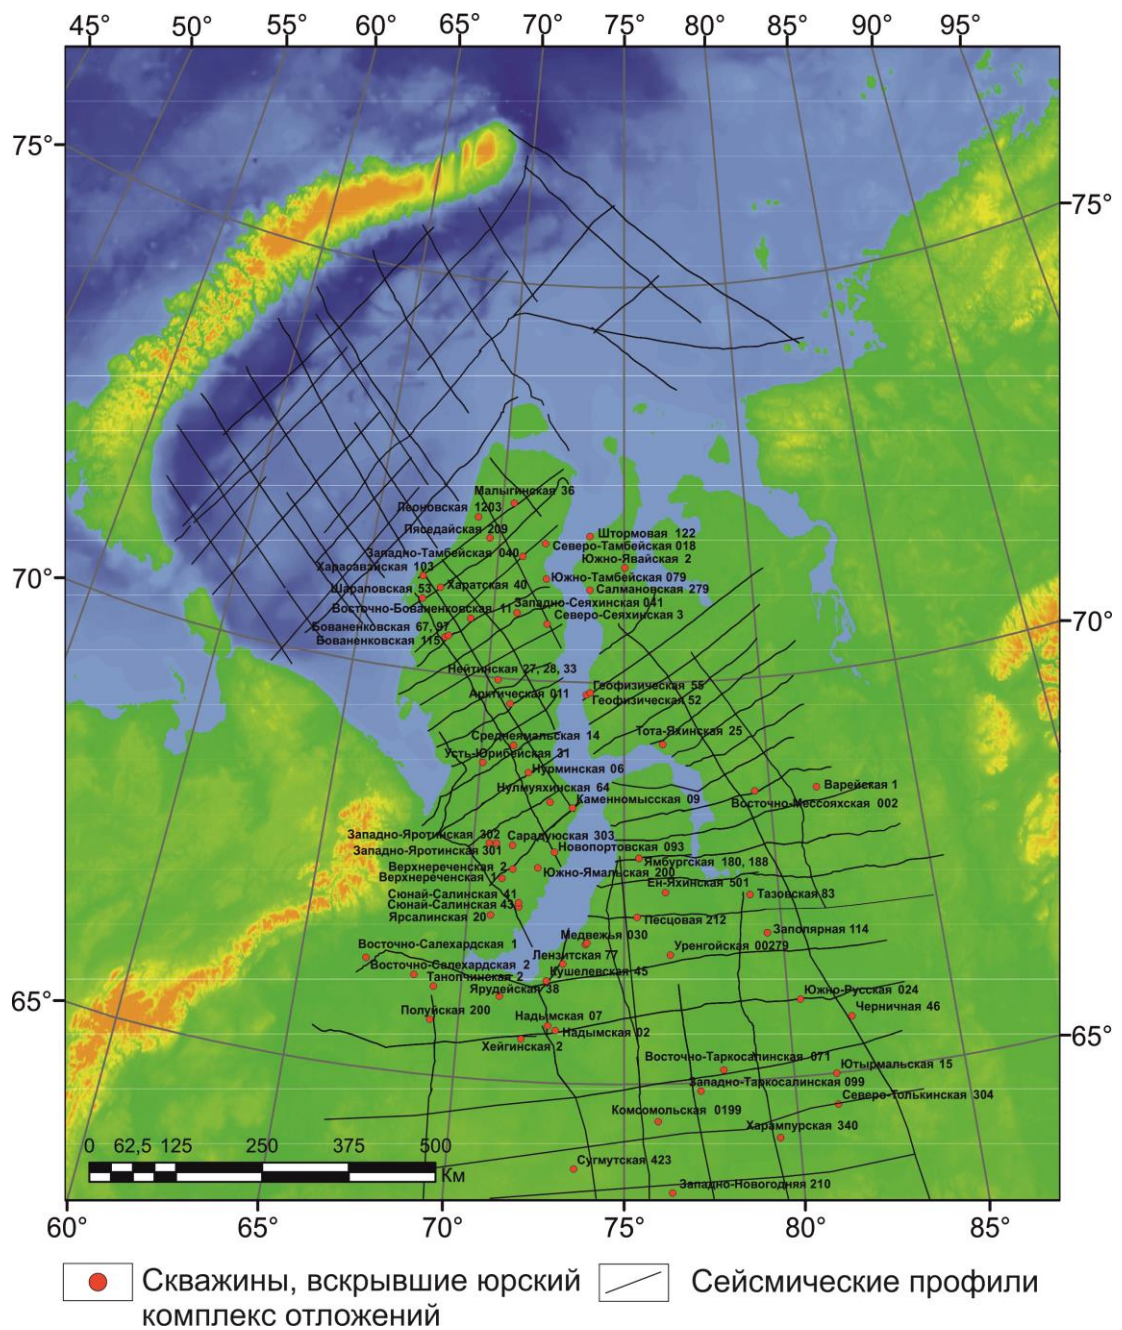 45° 50° 55° 60° 65° 70° 75° 80° 85° 90° 95°
75°
75°
Малыгинская 36
Леоновская 1203
Пяседайская 209
Штормовая 122
Северо-Тамбейская 018
Западно-Тамбейская 040
Южно-Явайская 2
Харасавэйская 103
70°
Южно-Тамбейская 079
Шараповская 53
Харатская 40
Салмановская 279
Западно-Сеяхинская 041
Восточно-Бованенковская 11
Северо-Сеяхинская 3
70°
Бованенковская 67, 97
Бованенковская 115
Нейтинская 27, 28, 33
Геофизическая 55
Арктическая 011
Геофизическая 52
Тота-Яхинская 25
Среднеямальская 14
Усть-Юрибейская 31
Нурминская 06
Нулмуяхинская 64
Варейская 1
Каменномысская 09
Восточно-Мессояхская 002
Западно-Яротинская 302
Сарадуюская 303
Западно-Яротинская 301
Новопортовская 093
Ямбургская 180, 188
Верхнереченская 2
Южно-Ямальская 200
Верхнереченская 1
Ен-Яхинская 501
Сюнай-Салинская 41
Тазовская 83
Сюнай-Салинская 43
Ярсалинская 20
Песцовая 212
Заполярная 114
Медвежья 030
Восточно-Салехардская 1
Уренгойская 00279
Лензитская 77
Восточно-Салехардская 2
Кушелевская 45
Танопчинская 2
Ярудейская 38
Южно-Русская 024
65°
Черничная 46
Полуйская 200
Надымская 07
Надымская 02
65°
Хейгинская 2
Восточно-Таркосалинская 071
Ютырмальская 15
Западно-Таркосалинская 099
Северо-Толькинская 304
Комсомольская 0199
Харампурская 340
0 62,5 125 250 375 500
Км
Сугмутская 423
Западно-Новогодняя 210
60° 65° 70° 75° 80° 85°
Скважины, вскрывшие юрский
комплекс отложений
Сейсмические профили